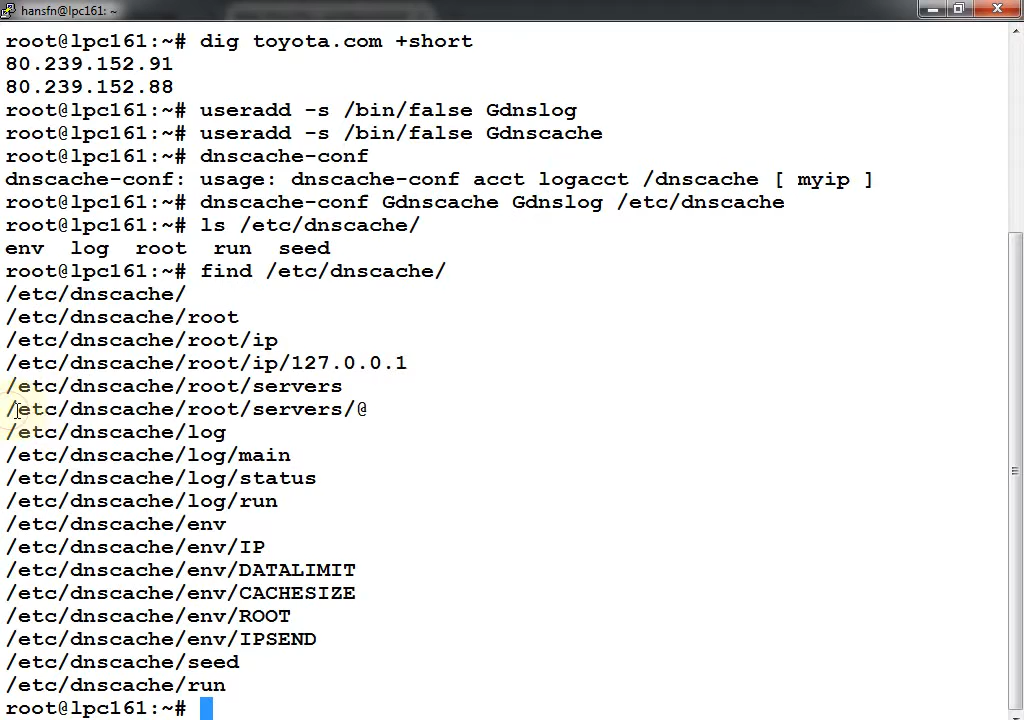 hansfn@lpc161: ~
root@lpc161:~# dig toyota.com +short
80.239.152.91
80.239.152.88
root@lpc161:~# useradd -s /bin/false Gdnslog
root@lpc161:~# useradd -s /bin/false Gdnscache
root@lpc161:~# dnscache-conf
dnscache-conf: usage: dnscache-conf acct logacct /dnscache [ myip ]
root@lpc161:~# dnscache-conf Gdnscache Gdnslog /etc/dnscache
root@lpc161:~# ls /etc/dnscache/
env  log  root  run  seed
root@lpc161:~# find /etc/dnscache/
/etc/dnscache/
/etc/dnscache/root
/etc/dnscache/root/ip
/etc/dnscache/root/ip/127.0.0.1
/etc/dnscache/root/servers
/etc/dnscache/root/servers/@
/etc/dnscache/log
/etc/dnscache/log/main
/etc/dnscache/log/status
/etc/dnscache/log/run
/etc/dnscache/env
/etc/dnscache/env/IP
/etc/dnscache/env/DATALIMIT
/etc/dnscache/env/CACHESIZE
/etc/dnscache/env/ROOT
/etc/dnscache/env/IPSEND
/etc/dnscache/seed
/etc/dnscache/run
root@lpc161:~#